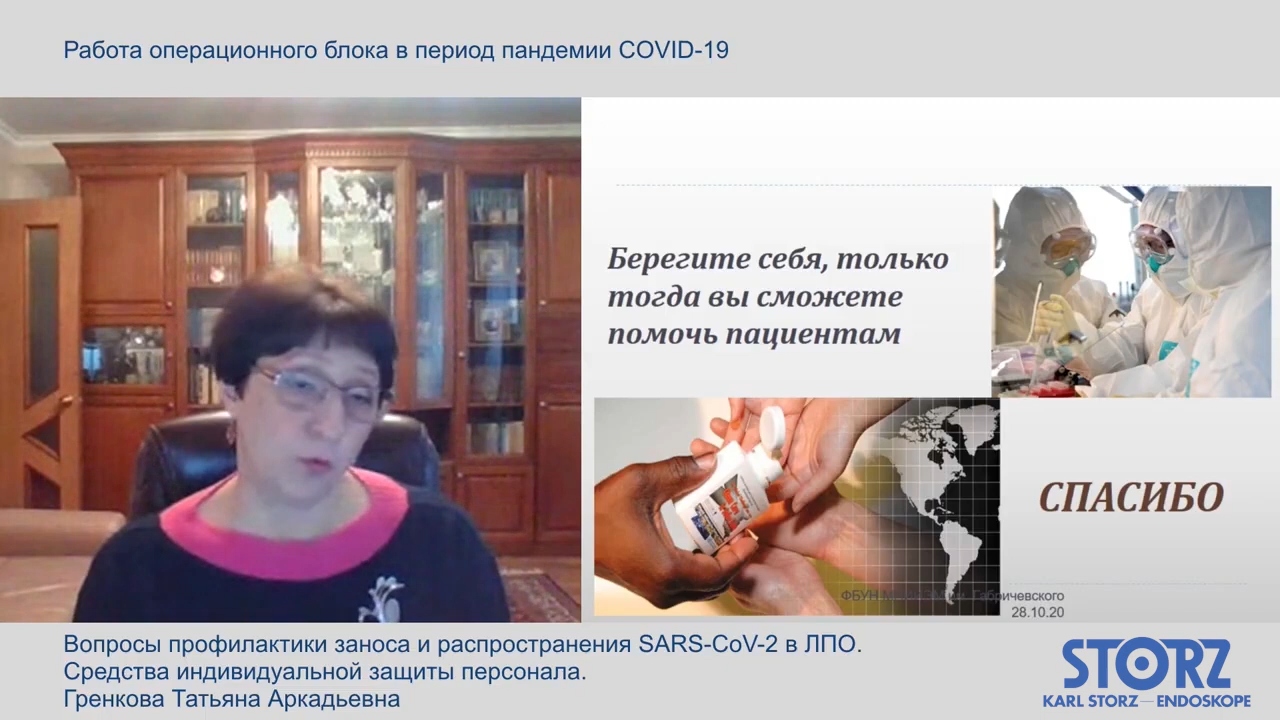 Работа операционного блока в период пандемии COVID-19
Берегите себя, только
тогда вы сможете
помочь пациентам
СПАСИБО
ФБУН
им. Габричевского
28.10.20
Вопросы профилактики заноса и распространения SARS-CoV-2 в ЛПО.
Средства индивидуальной защиты персонала.
Гренкова Татьяна Аркадьевна
STORZ
KARL STORZ — ENDOSKOPE